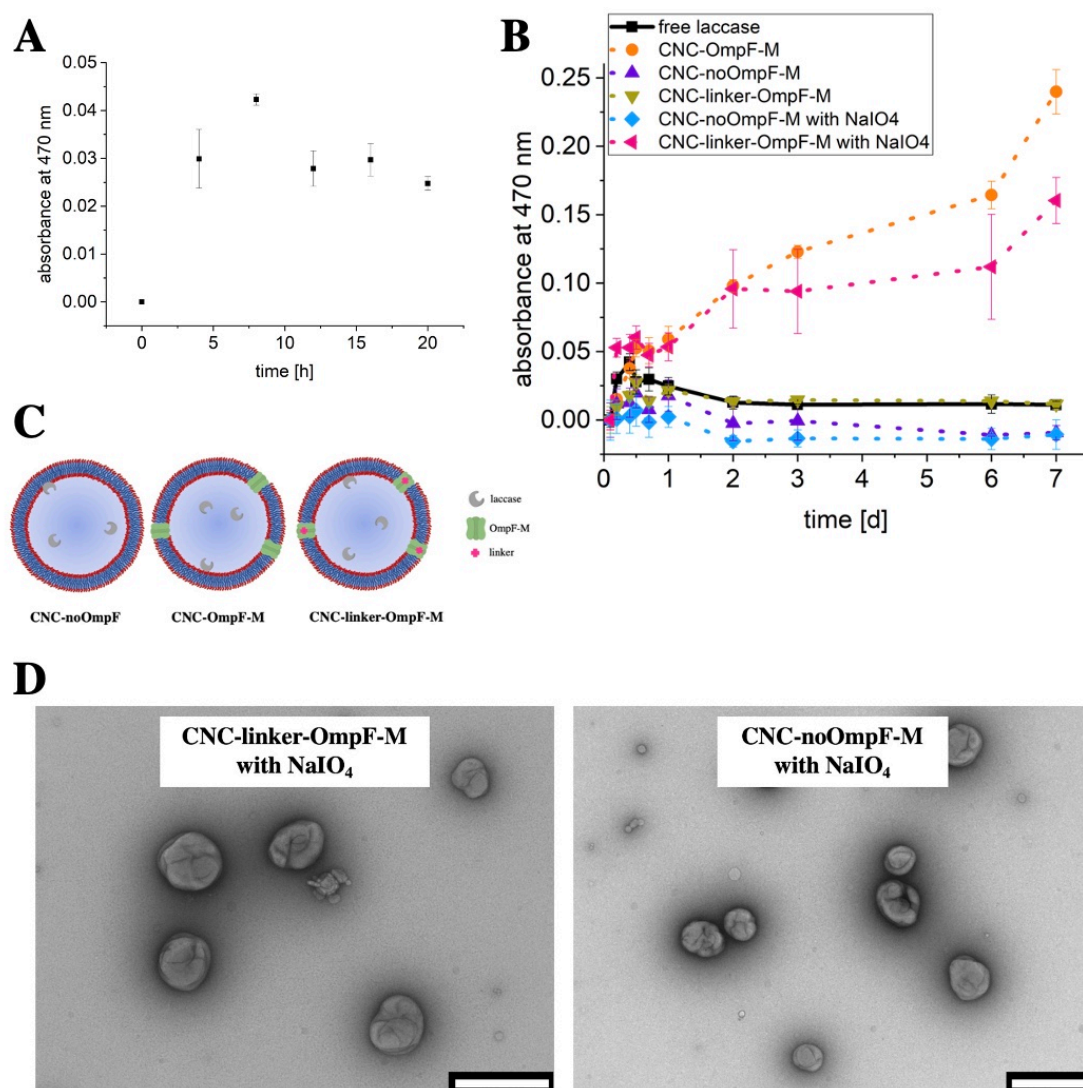 A
0.05
0.04
0.03
0.02
0.01
0.00
absorbance at 470 nm
0
5
10
15
20
time [h]
B
free laccase
CNC-OmpF-M
CNC-noOmpF-M
CNC-linker-OmpF-M
CNC-noOmpF-M with NaIO4
CNC-linker-OmpF-M with NaIO4
0.25
0.20
0.15
0.10
0.05
0.00
absorbance at 470 nm
0
1
2
3
4
5
6
7
time [d]
C
laccase
OmpF-M
linker
CNC-noOmpF
CNC-OmpF-M
CNC-linker-OmpF-M
D
CNC-linker-OmpF-M
with NaIO₄
CNC-noOmpF-M
with NaIO₄